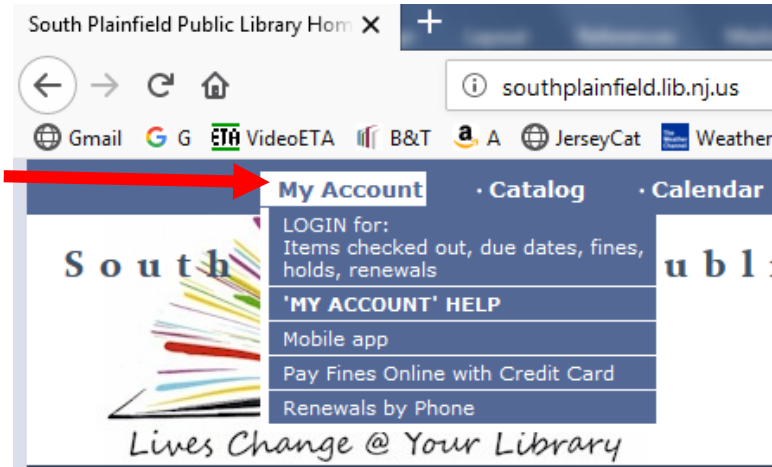 South Plainfield Public Library Hom
southplainfield.lib.nj.us
Gmail G G VideoETA B&T a A JerseyCat Weather
My Account · Catalog · Calendar
LOGIN for:
Items checked out, due dates, fines,
holds, renewals
'MY ACCOUNT' HELP
Mobile app
Pay Fines Online with Credit Card
Renewals by Phone
South ubli
Lives Change @ Your Library